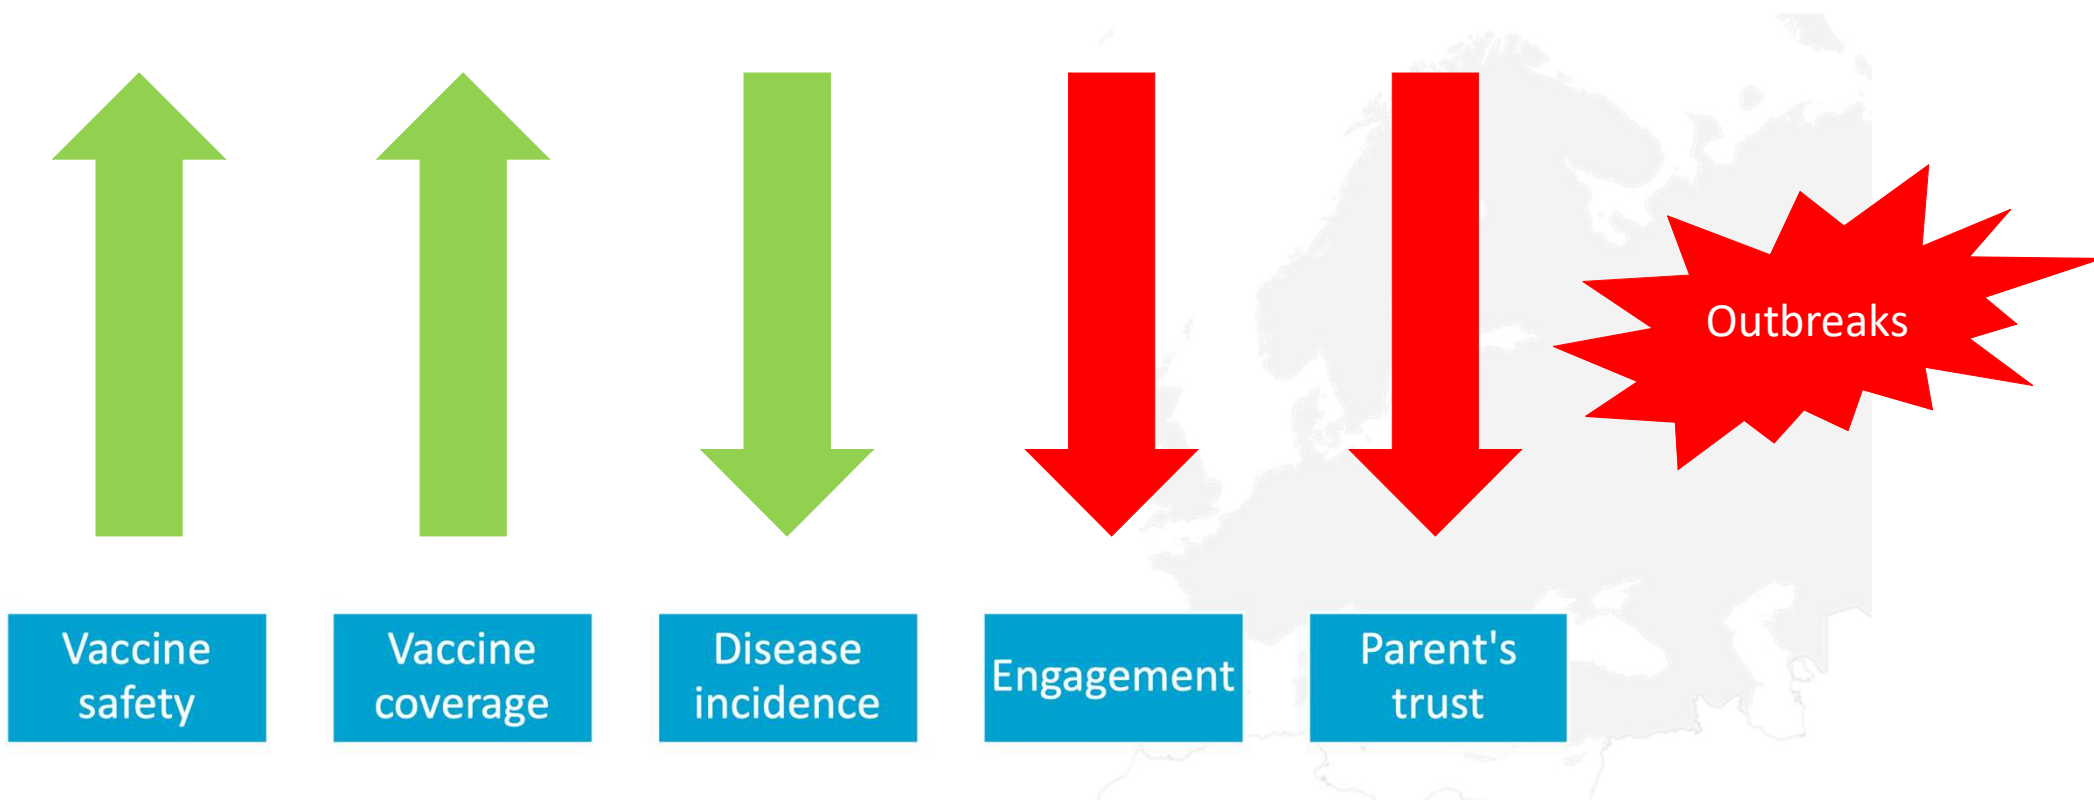 Outbreaks
Vaccine
safety
Vaccine
coverage
Disease
incidence
Engagement
Parent's
trust